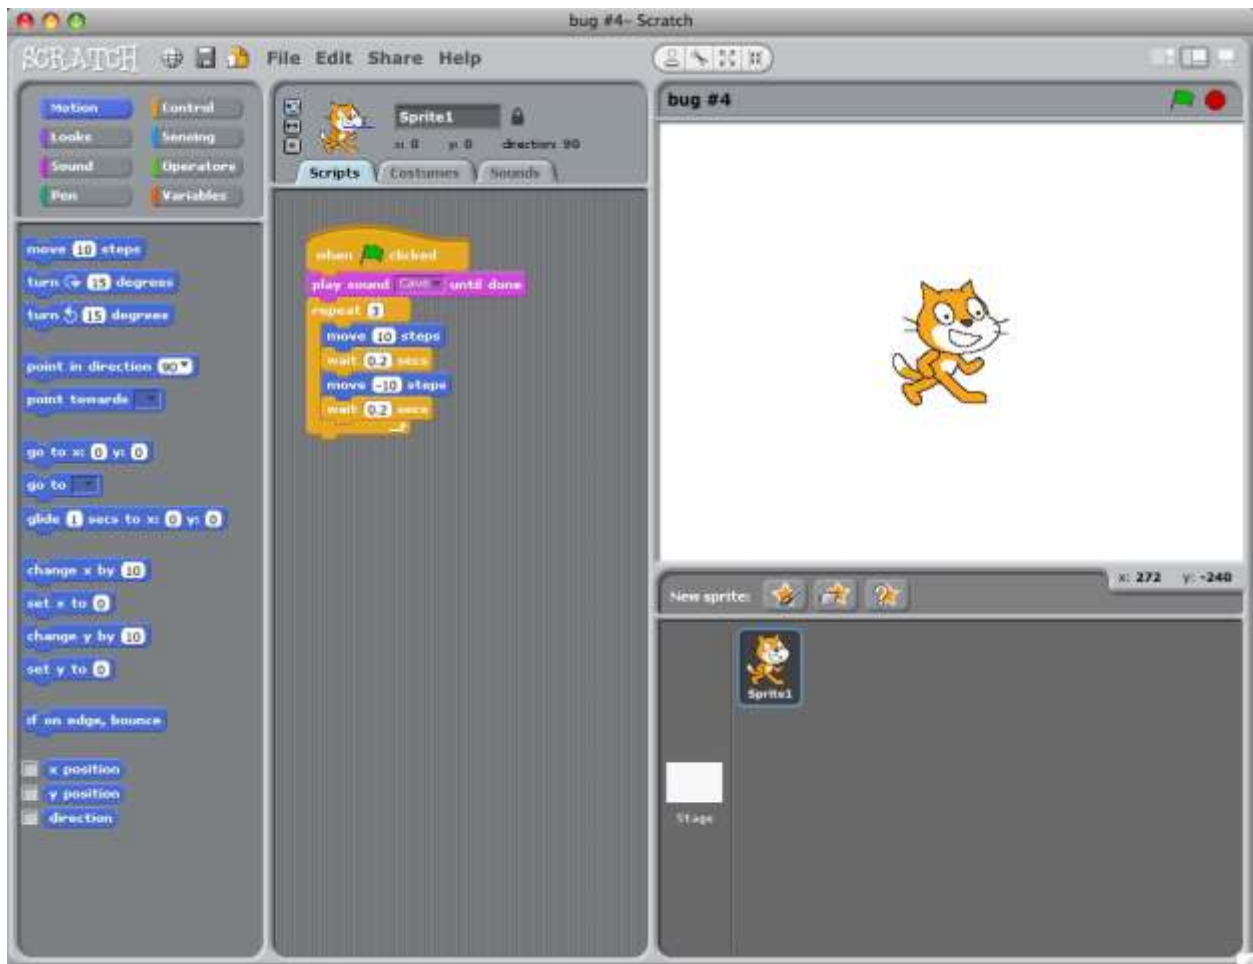 bug #4- Scratch
SCRATCH File Edit Share Help
Motion Control
Looks Sensing
Sound Operators
Pen Variables
move 10 steps
turn 15 degrees
turn 15 degrees
point in direction 90
point towards
go to x: 0 y: 0
go to
glide 1 secs to x: 0 y: 0
change x by 10
set x to 0
change y by 10
set y to 0
if on edge, bounce
x position
y position
direction
Sprite1
x: 0 y: 0 direction: 90
Scripts Costumes Sounds
when clicked
play sound Cave until done
repeat 3
move 10 steps
wait 0.2 secs
move -10 steps
wait 0.2 secs
bug #4
x: 272 y: -240
New sprite:
Sprite1
Stage